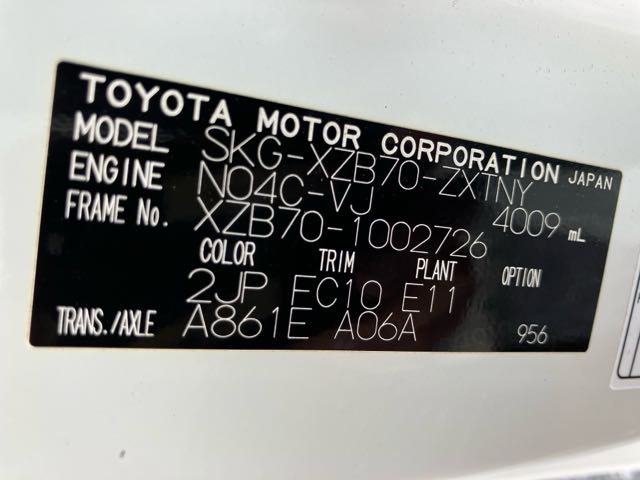 TOYOTA MOTOR CORPORATION JAPAN
MODEL SKG-XZB70-ZXTNY
ENGINE N04C-VJ 4009 mL
FRAME No. XZB70-1002726
COLOR TRIM PLANT OPTION
2JP FC10 E11
TRANS./AXLE A861E A06A 956